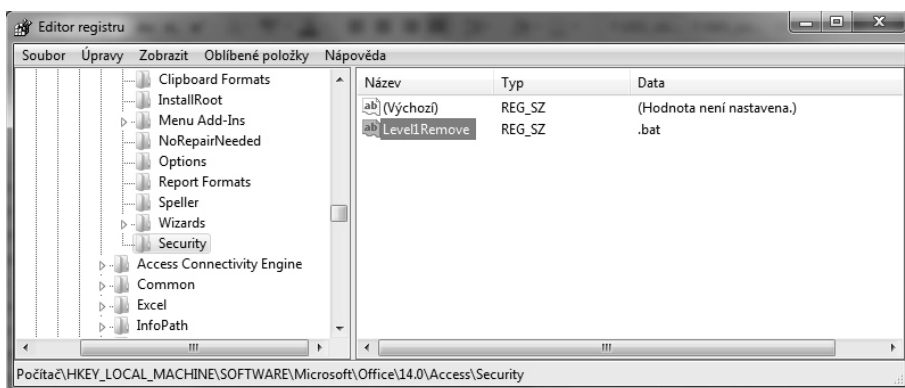 Editor registru
Soubor Úpravy Zobrazit Oblíbené položky Nápověda
Clipboard Formats
InstallRoot
Menu Add-Ins
NoRepairNeeded
Options
Report Formats
Speller
Wizards
Security
Access Connectivity Engine
Common
Excel
InfoPath
Název Typ Data
(Výchozí) REG_SZ (Hodnota není nastavena.)
Level1Remove REG_SZ .bat
Počítač\HKEY_LOCAL_MACHINE\SOFTWARE\Microsoft\Office\14.0\Access\Security